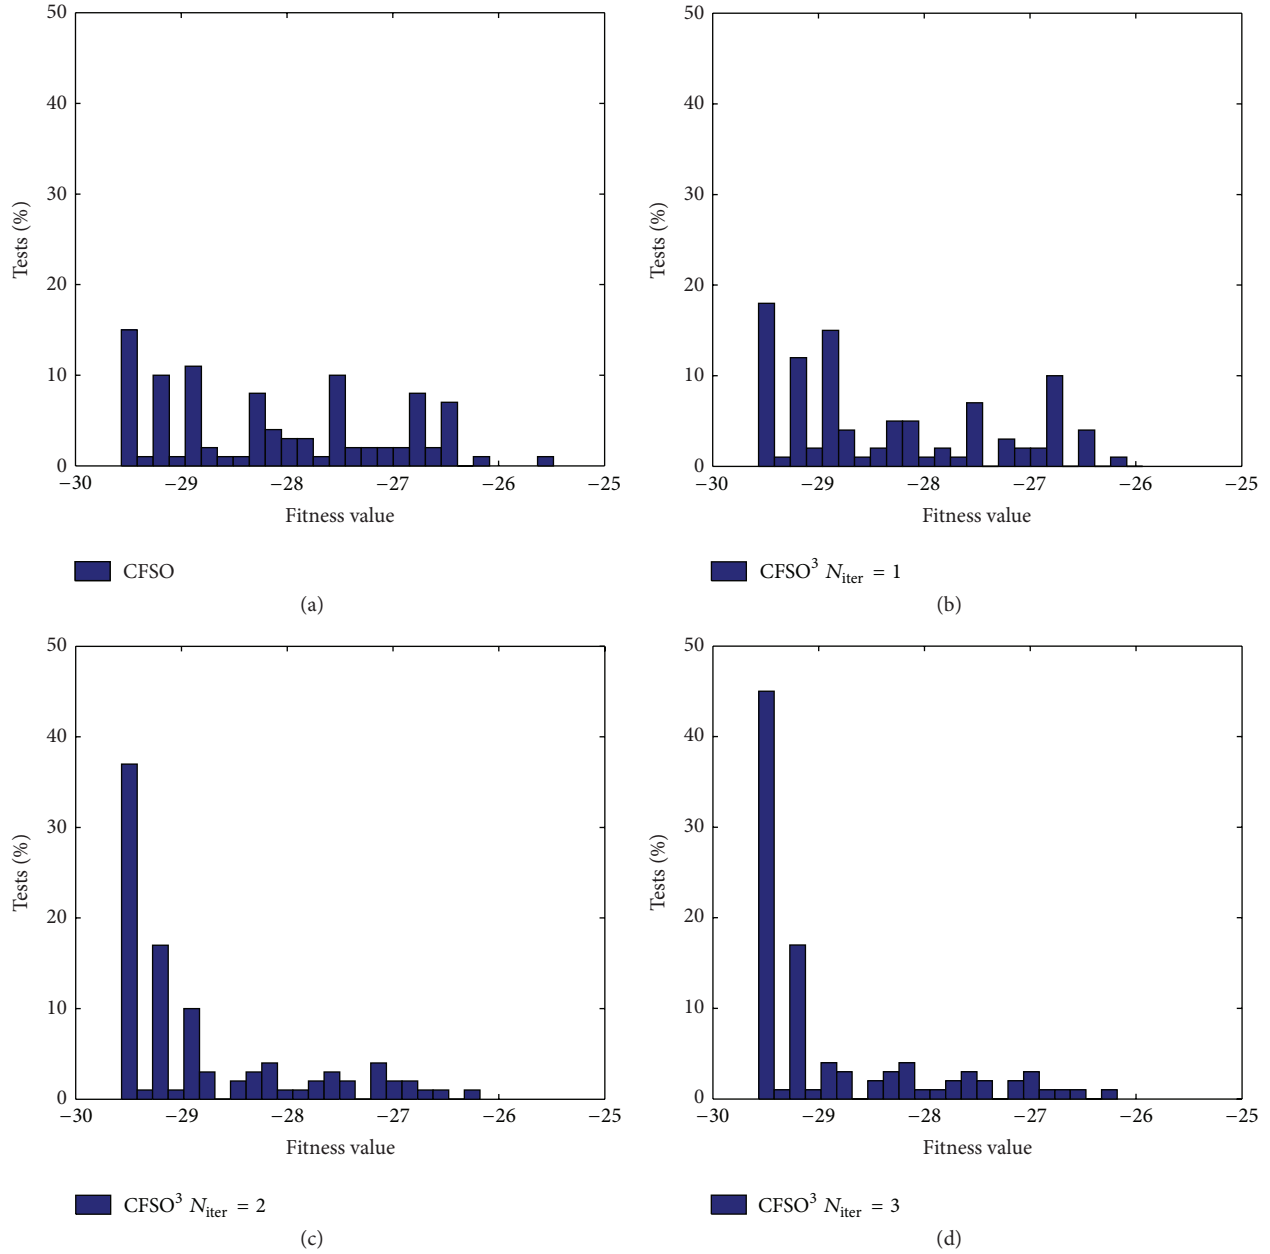 50
40
30
20
10
0
Tests (%)
−30 −29 −28 −27 −26 −25
Fitness value
CFSO
(a)
50
40
30
20
10
0
Tests (%)
−30 −29 −28 −27 −26 −25
Fitness value
CFSO³ N_iter = 1
(b)
50
40
30
20
10
0
Tests (%)
−30 −29 −28 −27 −26 −25
Fitness value
CFSO³ N_iter = 2
(c)
50
40
30
20
10
0
Tests (%)
−30 −29 −28 −27 −26 −25
Fitness value
CFSO³ N_iter = 3
(d)